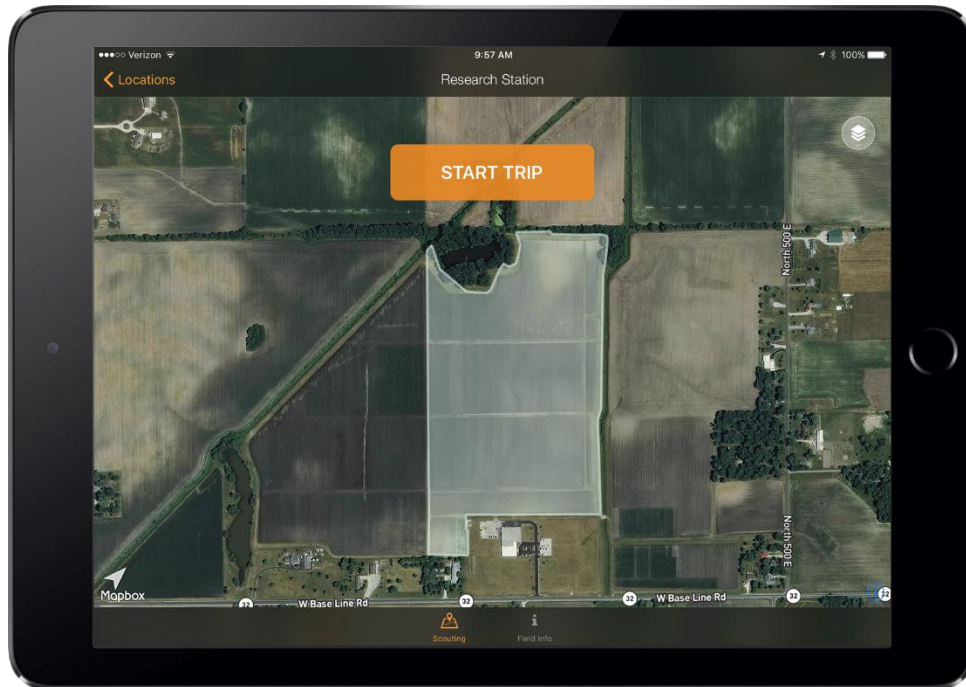 Verizon
9:57 AM
100%
Locations
Research Station
START TRIP
North 500 E
North 500 E
Mapbox
32
W Base Line Rd
32
32
W Base Line Rd
32
32
Scouting
Field Info